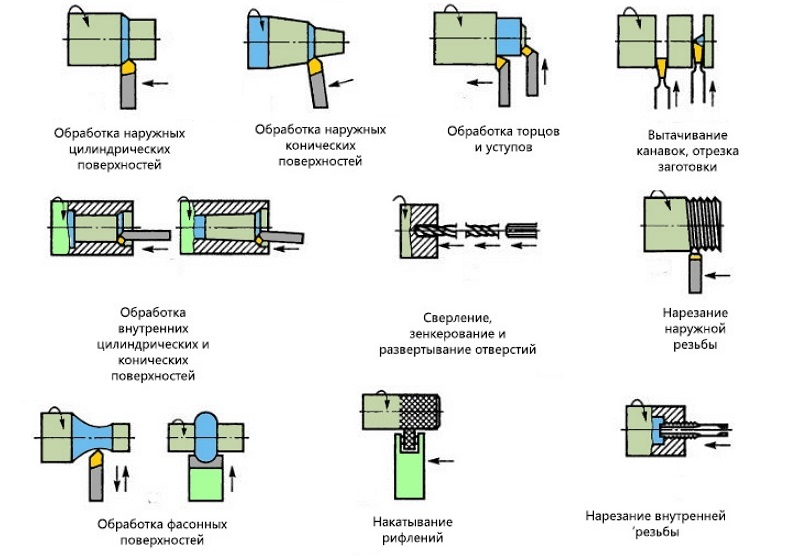 Обработка наружных
цилиндрических
поверхностей
Обработка наружных
конических
поверхностей
Обработка торцов
и уступов
Вытачивание
канавок, отрезка
заготовки
Обработка
внутренних
цилиндрических и
конических
поверхностей
Сверление,
зенкерование и
развертывание отверстий
Нарезание
наружной
резьбы
Обработка фасонных
поверхностей
Накатывание
рифлений
Нарезание внутренней
'резьбы